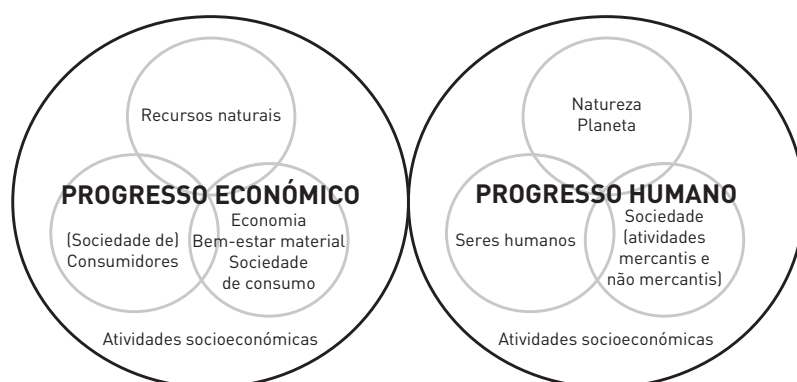 Recursos naturais
PROGRESSO ECONÓMICO
(Sociedade de)
Consumidores
Economia
Bem-estar material
Sociedade
de consumo
Atividades socioeconómicas
Natureza
Planeta
PROGRESSO HUMANO
Seres humanos
Sociedade
(atividades
mercantis e
não mercantis)
Atividades socioeconómicas